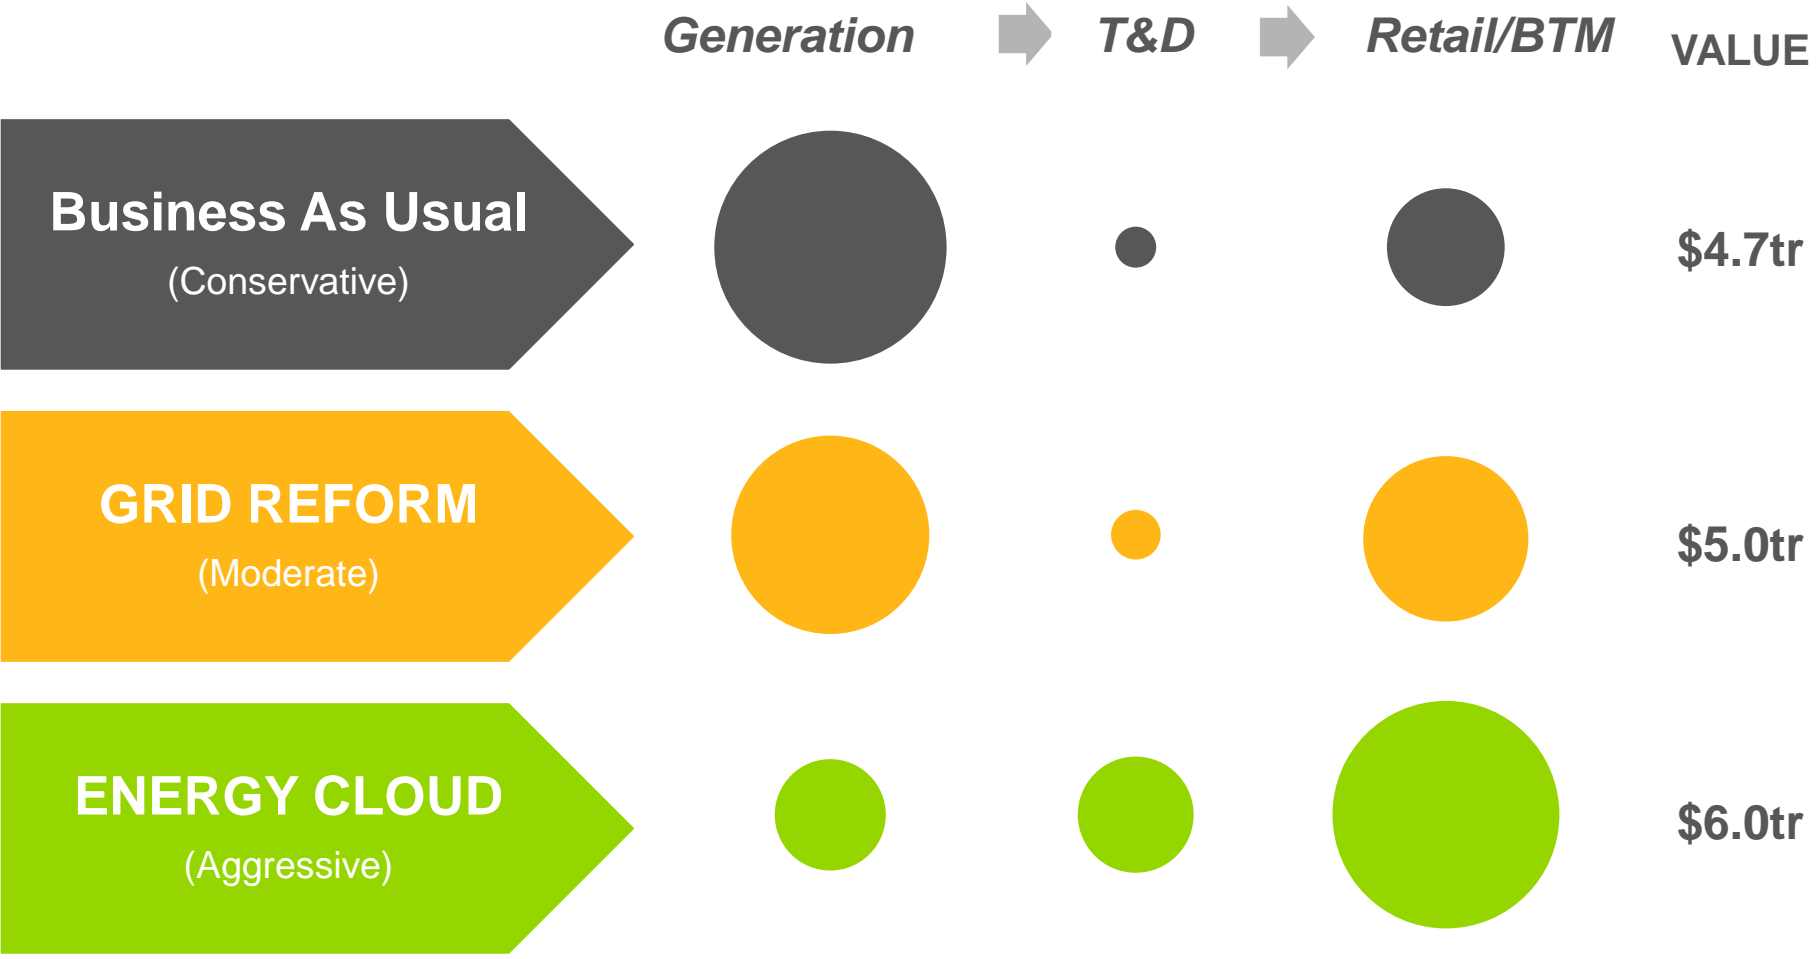 Generation T&D Retail/BTM VALUE
Business As Usual
(Conservative)
$4.7tr
GRID REFORM
(Moderate)
$5.0tr
ENERGY CLOUD
(Aggressive)
$6.0tr